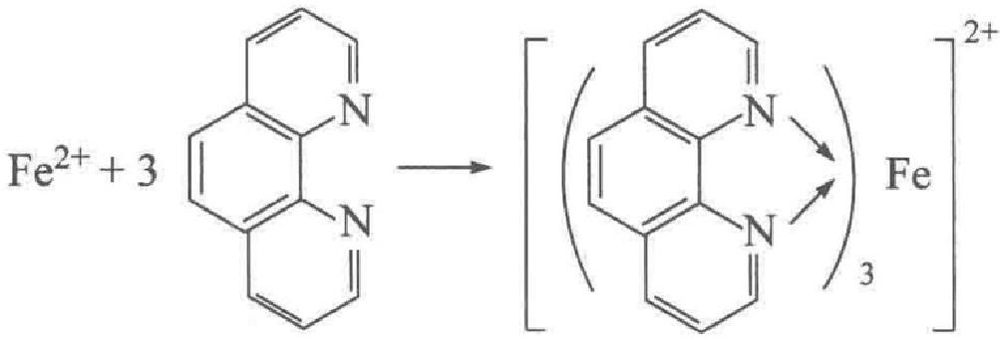 Fe²⁺ + 3 N N → [ ( N N )₃ Fe ]²⁺